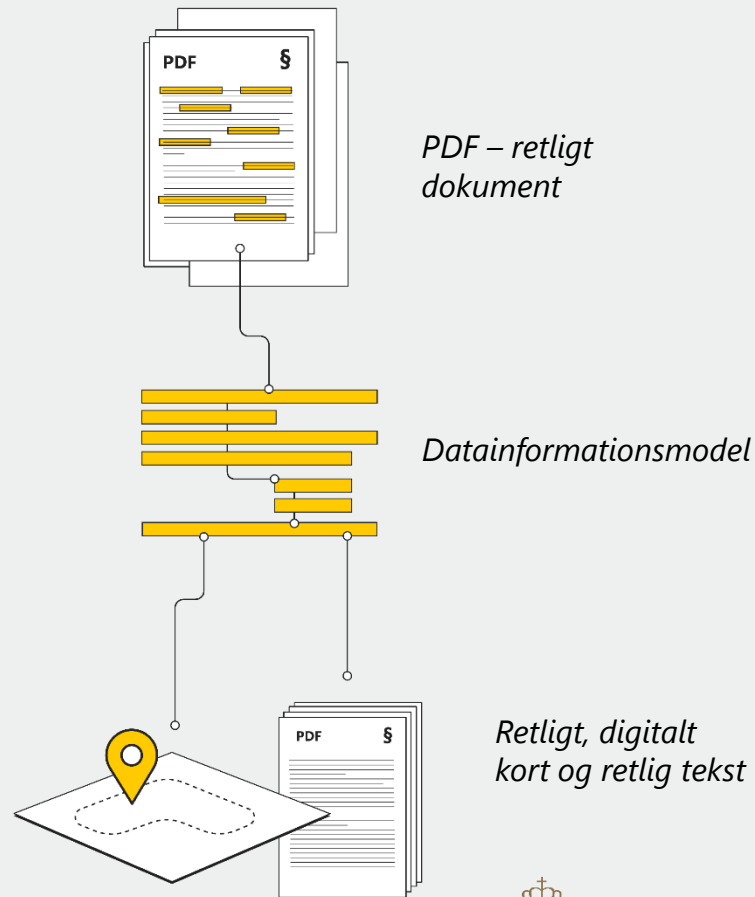 PDF §
PDF – retligt
dokument
Datainformationsmodel
PDF §
Retligt, digitalt
kort og retlig tekst